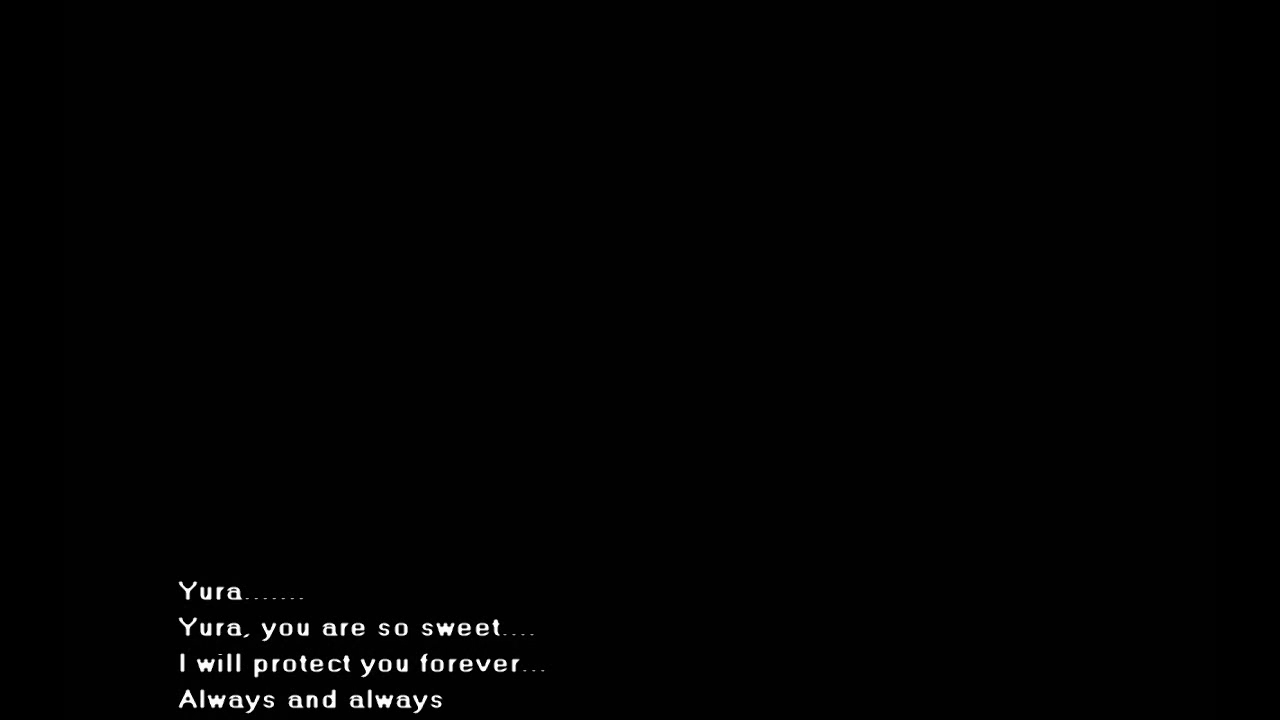 Yura.......
Yura, you are so sweet....
I will protect you forever...
Always and always